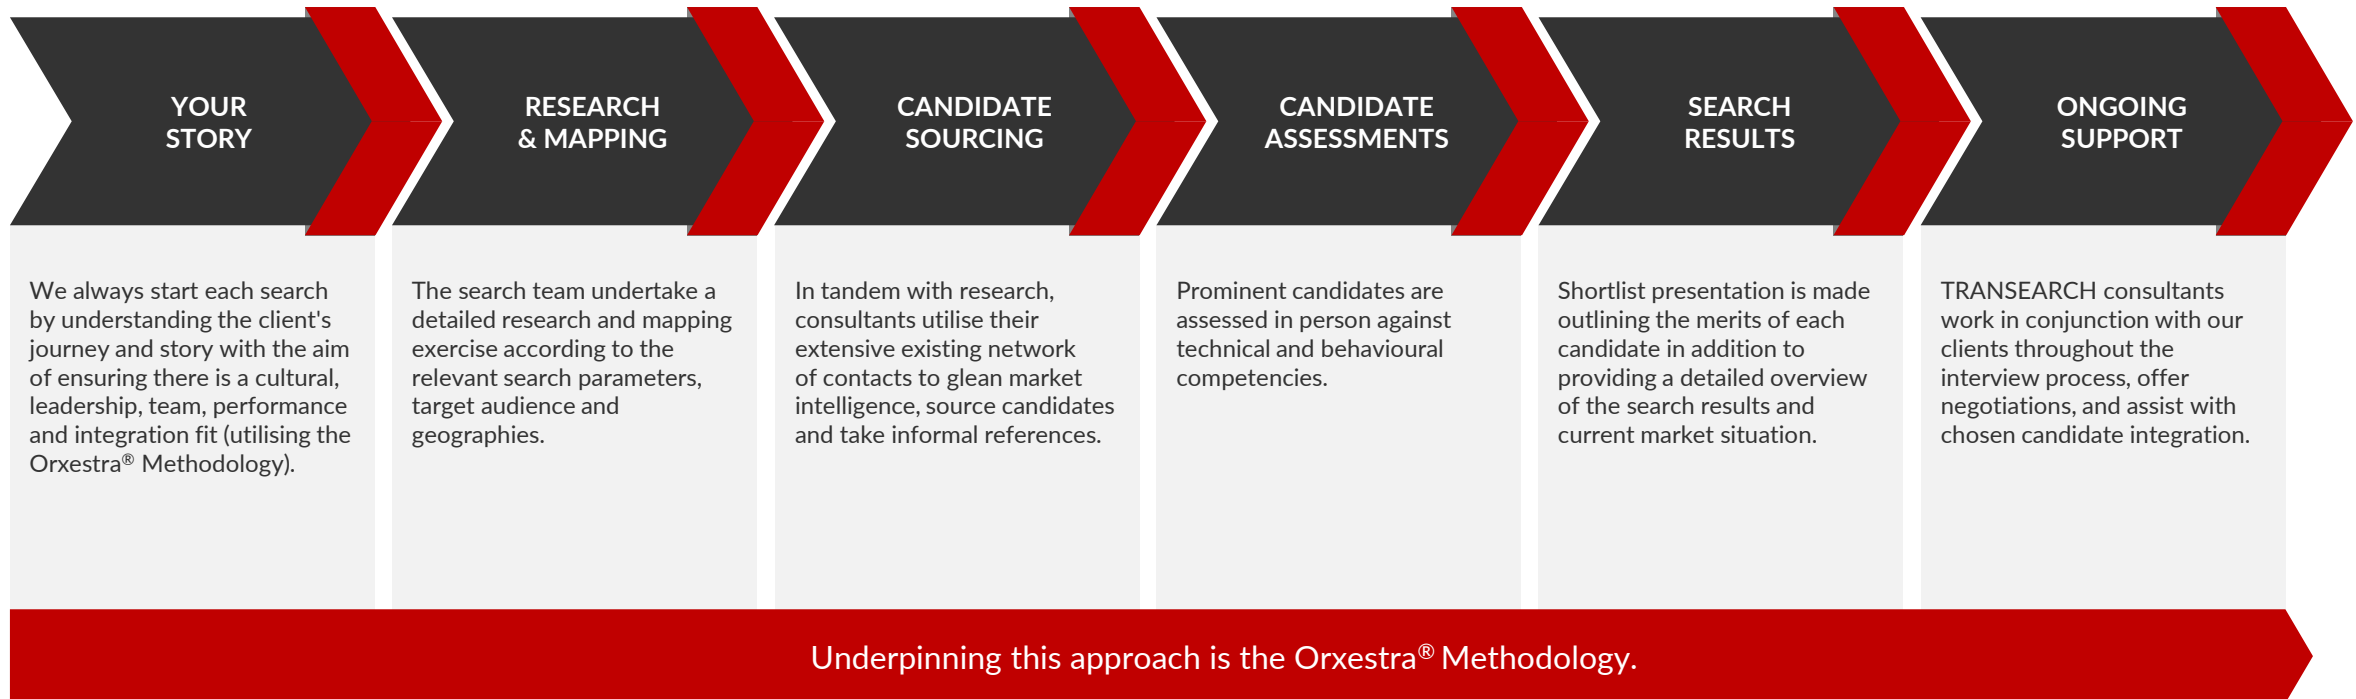 YOUR
STORY
RESEARCH
& MAPPING
CANDIDATE
SOURCING
CANDIDATE
ASSESSMENTS
SEARCH
RESULTS
ONGOING
SUPPORT
We always start each search
by understanding the client's
journey and story with the aim
of ensuring there is a cultural,
leadership, team, performance
and integration fit (utilising the
Orxestra® Methodology).
The search team undertake a
detailed research and mapping
exercise according to the
relevant search parameters,
target audience and
geographies.
In tandem with research,
consultants utilise their
extensive existing network
of contacts to glean market
intelligence, source candidates
and take informal references.
Prominent candidates are
assessed in person against
technical and behavioural
competencies.
Shortlist presentation is made
outlining the merits of each
candidate in addition to
providing a detailed overview
of the search results and
current market situation.
TRANSEARCH consultants
work in conjunction with our
clients throughout the
interview process, offer
negotiations, and assist with
chosen candidate integration.
Underpinning this approach is the Orxestra® Methodology.